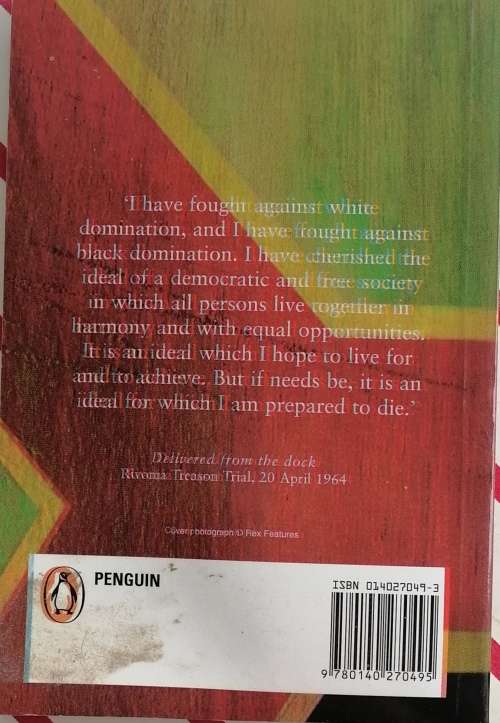 'I have fought against white
domination, and I have fought against
black domination. I have cherished the
ideal of a democratic and free society
in which all persons live together in
harmony and with equal opportunities.
It is an ideal which I hope to live for
and to achieve. But if needs be, it is an
ideal for which I am prepared to die.'
Delivered from the dock
Rivonia Treason Trial, 20 April 1964
Cover photograph © Rex Features
PENGUIN
ISBN 014027049-3
9 780140 270495